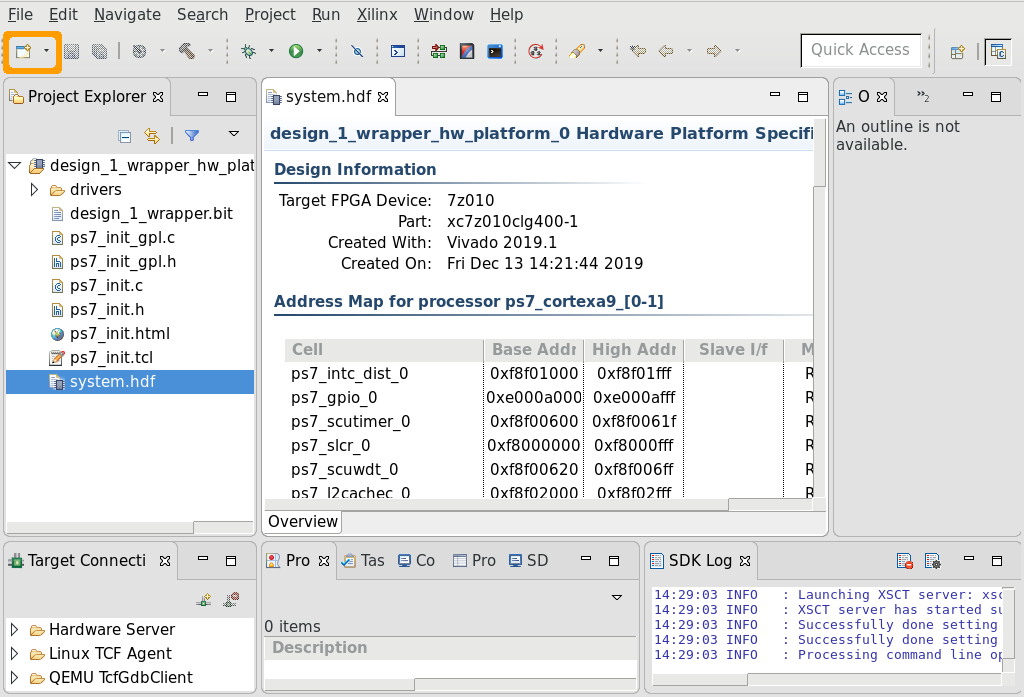 File Edit Navigate Search Project Run Xilinx Window Help
Quick Access
Project Explorer
design_1_wrapper_hw_plat
drivers
design_1_wrapper.bit
ps7_init_gpl.c
ps7_init_gpl.h
ps7_init.c
ps7_init.h
ps7_init.html
ps7_init.tcl
system.hdf
system.hdf
design_1_wrapper_hw_platform_0 Hardware Platform Specifi
Design Information
Target FPGA Device: 7z010
Part: xc7z010clg400-1
Created With: Vivado 2019.1
Created On: Fri Dec 13 14:21:44 2019
Address Map for processor ps7_cortexa9_[0-1]
Cell Base Addr High Addr Slave I/f M
ps7_intc_dist_0 0xf8f01000 0xf8f01fff R
ps7_gpio_0 0xe000a000 0xe000afff R
ps7_scutimer_0 0xf8f00600 0xf8f0061f R
ps7_slcr_0 0xf8000000 0xf8000fff R
ps7_scuwdt_0 0xf8f00620 0xf8f006ff R
ps7_l2cachec_0 0xf8f02000 0xf8f02fff R
Overview
O »2
An outline is not
available.
Target Connecti
Hardware Server
Linux TCF Agent
QEMU TcfGdbClient
Pro Tas Co Pro SD
0 items
Description
SDK Log
14:29:03 INFO : Launching XSCT server: xsc
14:29:03 INFO : XSCT server has started su
14:29:03 INFO : Successfully done setting
14:29:03 INFO : Successfully done setting
14:29:03 INFO : Processing command line op